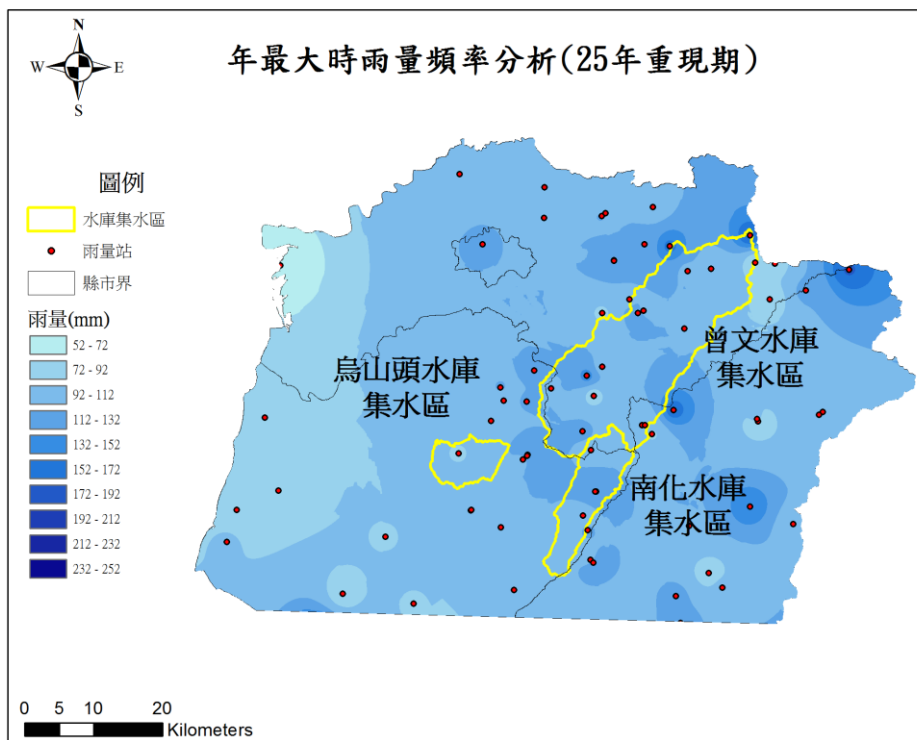 年最大時雨量頻率分析(25年重現期)
N
W
E
S
圖例
水庫集水區
雨量站
縣市界
雨量(mm)
52 - 72
72 - 92
92 - 112
112 - 132
132 - 152
152 - 172
172 - 192
192 - 212
212 - 232
232 - 252
曾文水庫
集水區
烏山頭水庫
集水區
南化水庫
集水區
0 5 10 20
Kilometers